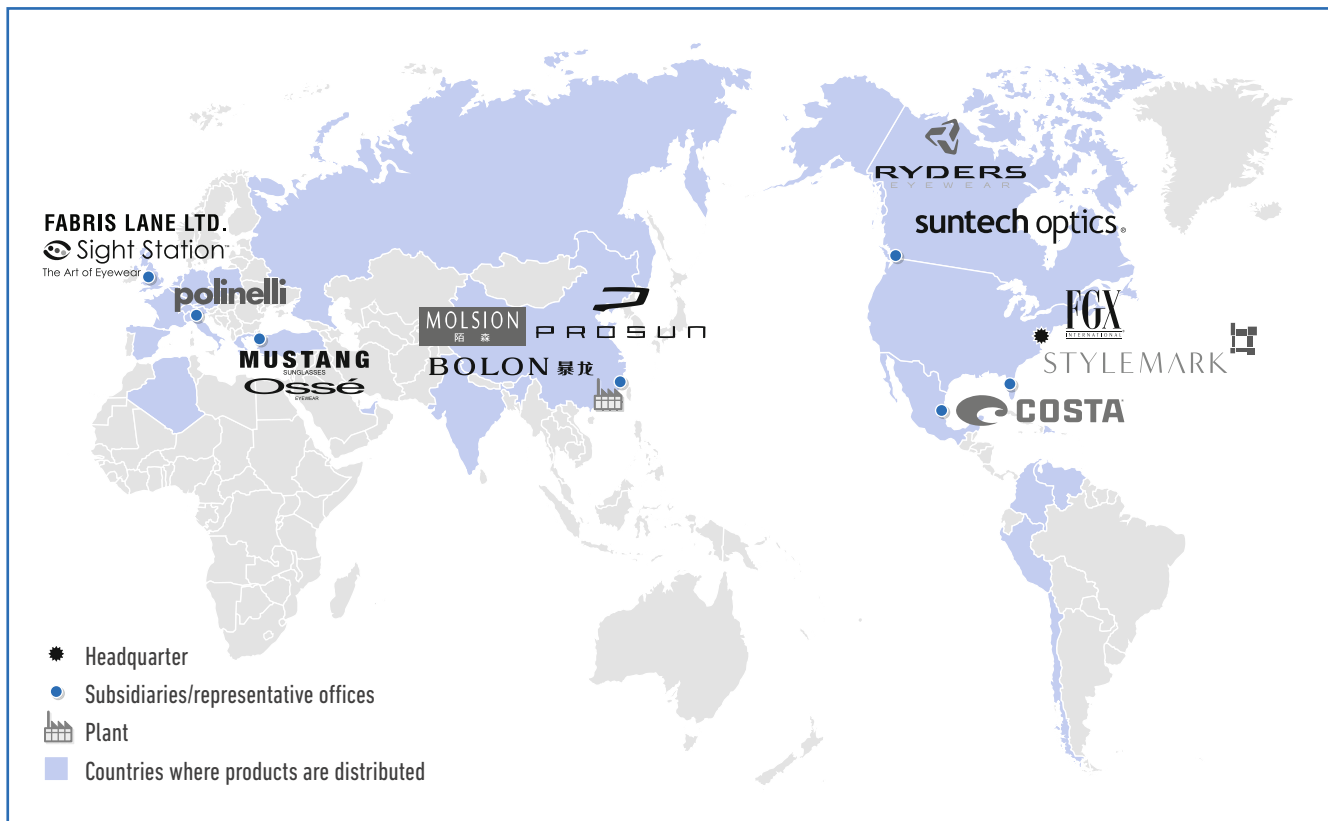 RYDERS
EYEWEAR
suntech optics®
FABRIS LANE LTD.
Sight Station™
The Art of Eyewear
polinelli
MUSTANG
SUNGLASSES
Ossé
EYEWEAR
MOLSION
陌森
PROSUN
BOLON 暴龙
FGX
INTERNATIONAL
STYLEMARK
COSTA
Headquarter
Subsidiaries/representative offices
Plant
Countries where products are distributed